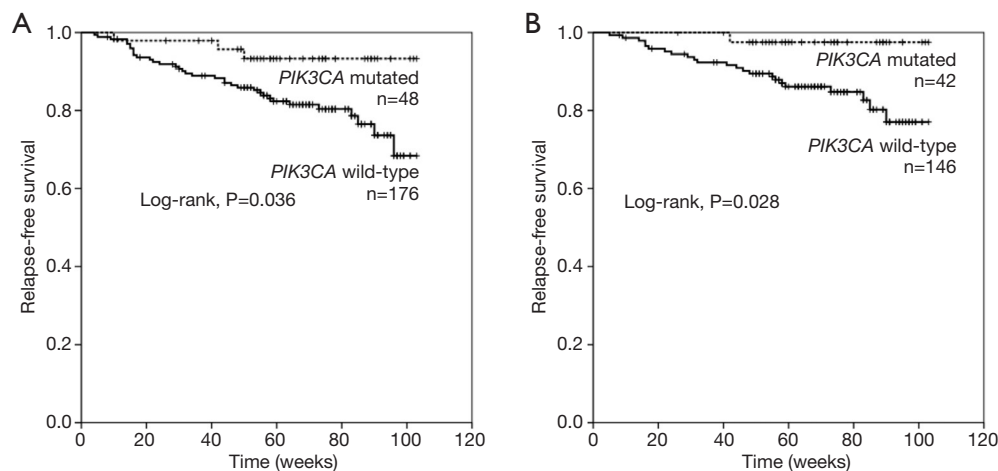 A
1.0
0.8
0.6
0.4
0.2
0.0
Relapse-free survival
PIK3CA mutated
n=48
PIK3CA wild-type
n=176
Log-rank, P=0.036
0 20 40 60 80 100 120
Time (weeks)
B
1.0
0.8
0.6
0.4
0.2
0.0
Relapse-free survival
PIK3CA mutated
n=42
PIK3CA wild-type
n=146
Log-rank, P=0.028
0 20 40 60 80 100 120
Time (weeks)